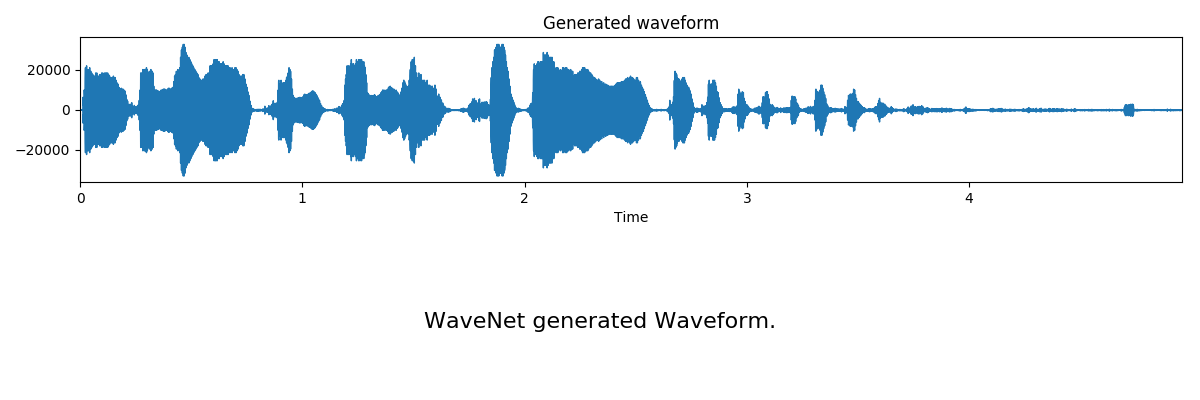 Generated waveform
20000
0
−20000
0 1 2 3 4
Time
WaveNet generated Waveform.